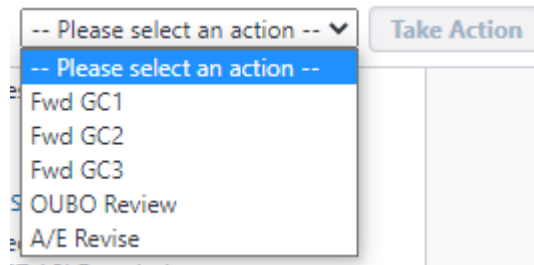 -- Please select an action -- Take Action
-- Please select an action --
Fwd GC1
Fwd GC2
Fwd GC3
OUBO Review
A/E Revise